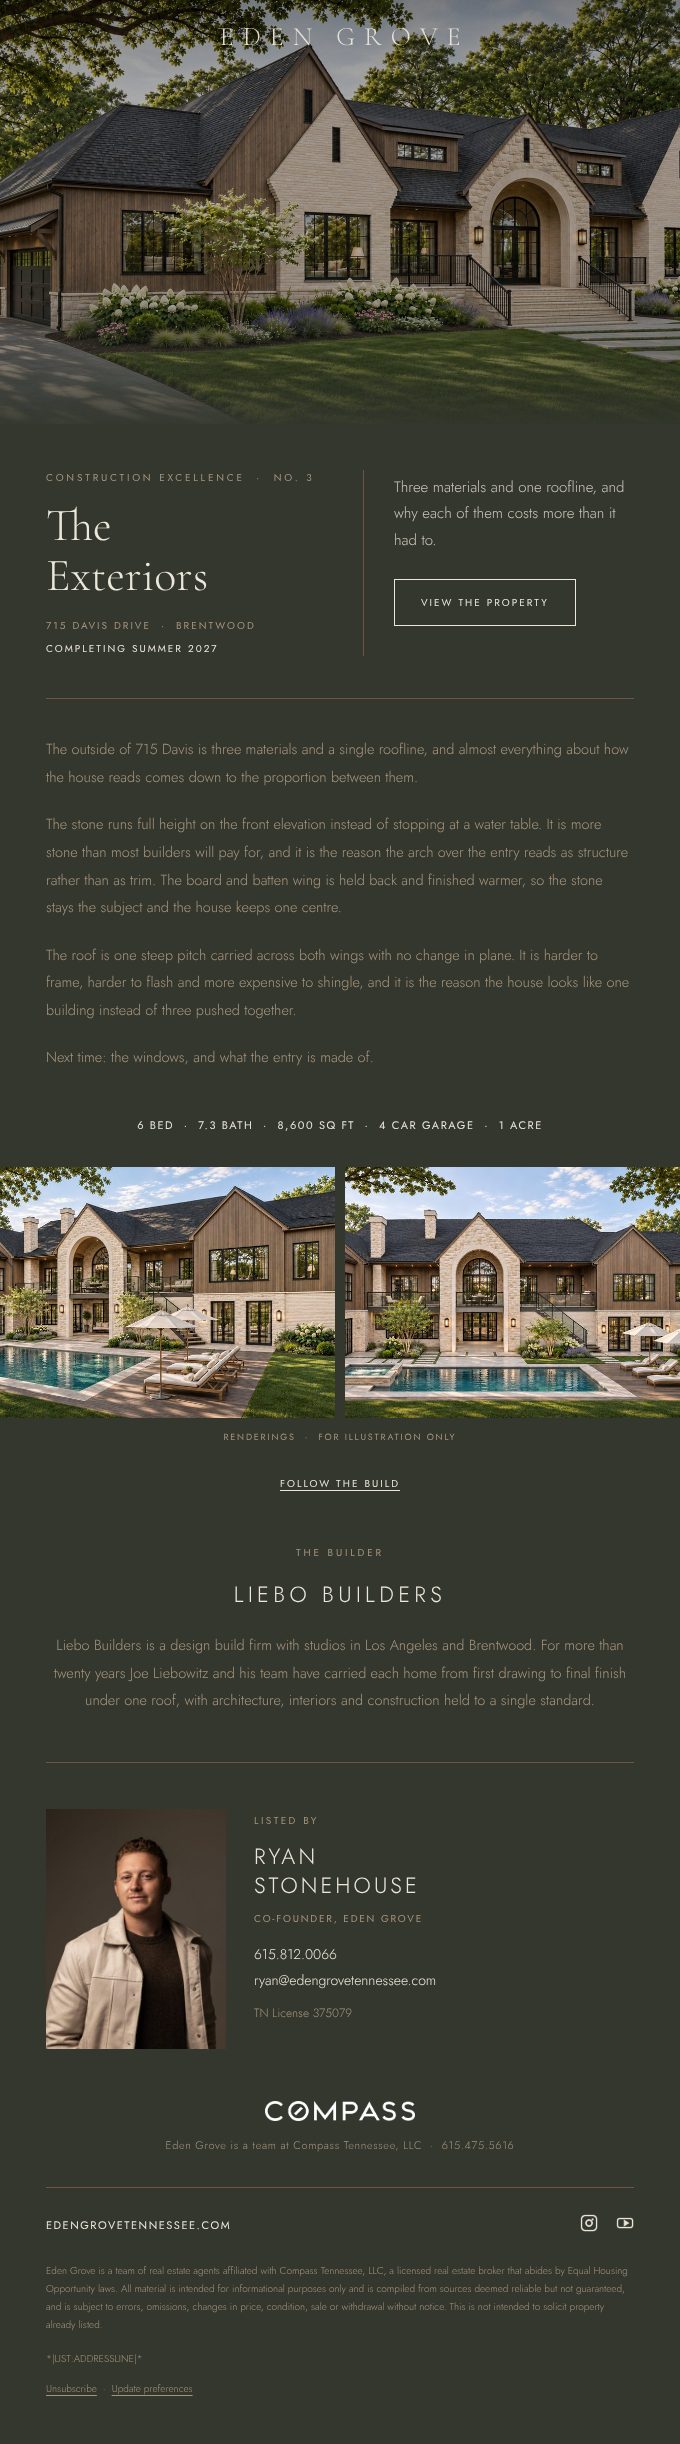 EDEN GROVE
CONSTRUCTION EXCELLENCE · NO. 3
The
Exteriors
715 DAVIS DRIVE · BRENTWOOD
COMPLETING SUMMER 2027
Three materials and one roofline, and
why each of them costs more than it
had to.
VIEW THE PROPERTY
The outside of 715 Davis is three materials and a single roofline, and almost everything about how
the house reads comes down to the proportion between them.
The stone runs full height on the front elevation instead of stopping at a water table. It is more
stone than most builders will pay for, and it is the reason the arch over the entry reads as structure
rather than as trim. The board and batten wing is held back and finished warmer, so the stone
stays the subject and the house keeps one centre.
The roof is one steep pitch carried across both wings with no change in plane. It is harder to
frame, harder to flash and more expensive to shingle, and it is the reason the house looks like one
building instead of three pushed together.
Next time: the windows, and what the entry is made of.
6 BED · 7.3 BATH · 8,600 SQ FT · 4 CAR GARAGE · 1 ACRE
RENDERINGS · FOR ILLUSTRATION ONLY
FOLLOW THE BUILD
THE BUILDER
LIEBO BUILDERS
Liebo Builders is a design build firm with studios in Los Angeles and Brentwood. For more than
twenty years Joe Liebowitz and his team have carried each home from first drawing to final finish
under one roof, with architecture, interiors and construction held to a single standard.
LISTED BY
RYAN
STONEHOUSE
CO-FOUNDER, EDEN GROVE
615.812.0066
ryan@edengrovetennessee.com
TN License 375079
COMPASS
Eden Grove is a team at Compass Tennessee, LLC · 615.475.5616
EDENGROVETENNESSEE.COM
Eden Grove is a team of real estate agents affiliated with Compass Tennessee, LLC, a licensed real estate broker that abides by Equal Housing
Opportunity laws. All material is intended for informational purposes only and is compiled from sources deemed reliable but not guaranteed,
and is subject to errors, omissions, changes in price, condition, sale or withdrawal without notice. This is not intended to solicit property
already listed.
*|LIST:ADDRESSLINE|*
Unsubscribe · Update preferences